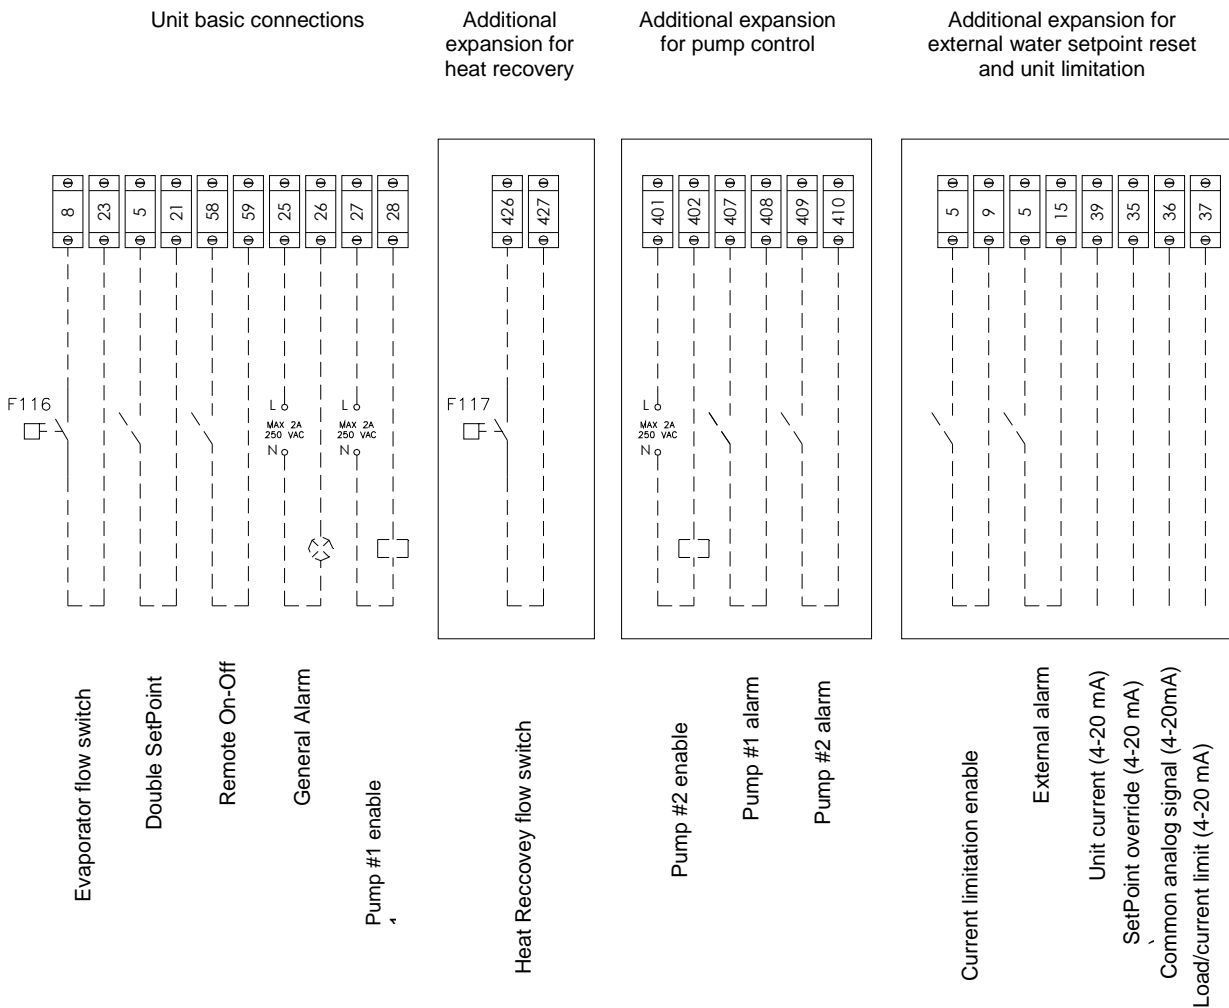 Unit basic connections
Additional
expansion for
heat recovery
Additional expansion
for pump control
Additional expansion for
external water setpoint reset
and unit limitation
8 23 5 21 58 59 25 26 27 28
426 427
401 402 407 408 409 410
5 9 5 15 39 35 36 37
F116
L
MAX 2A
250 VAC
N
L
MAX 2A
250 VAC
N
F117
L
MAX 2A
250 VAC
N
Evaporator flow switch
Double SetPoint
Remote On-Off
General Alarm
Pump #1 enable
Heat Reccovey flow switch
Pump #2 enable
Pump #1 alarm
Pump #2 alarm
Current limitation enable
External alarm
Unit current (4-20 mA)
SetPoint override (4-20 mA)
Common analog signal (4-20mA)
Load/current limit (4-20 mA)